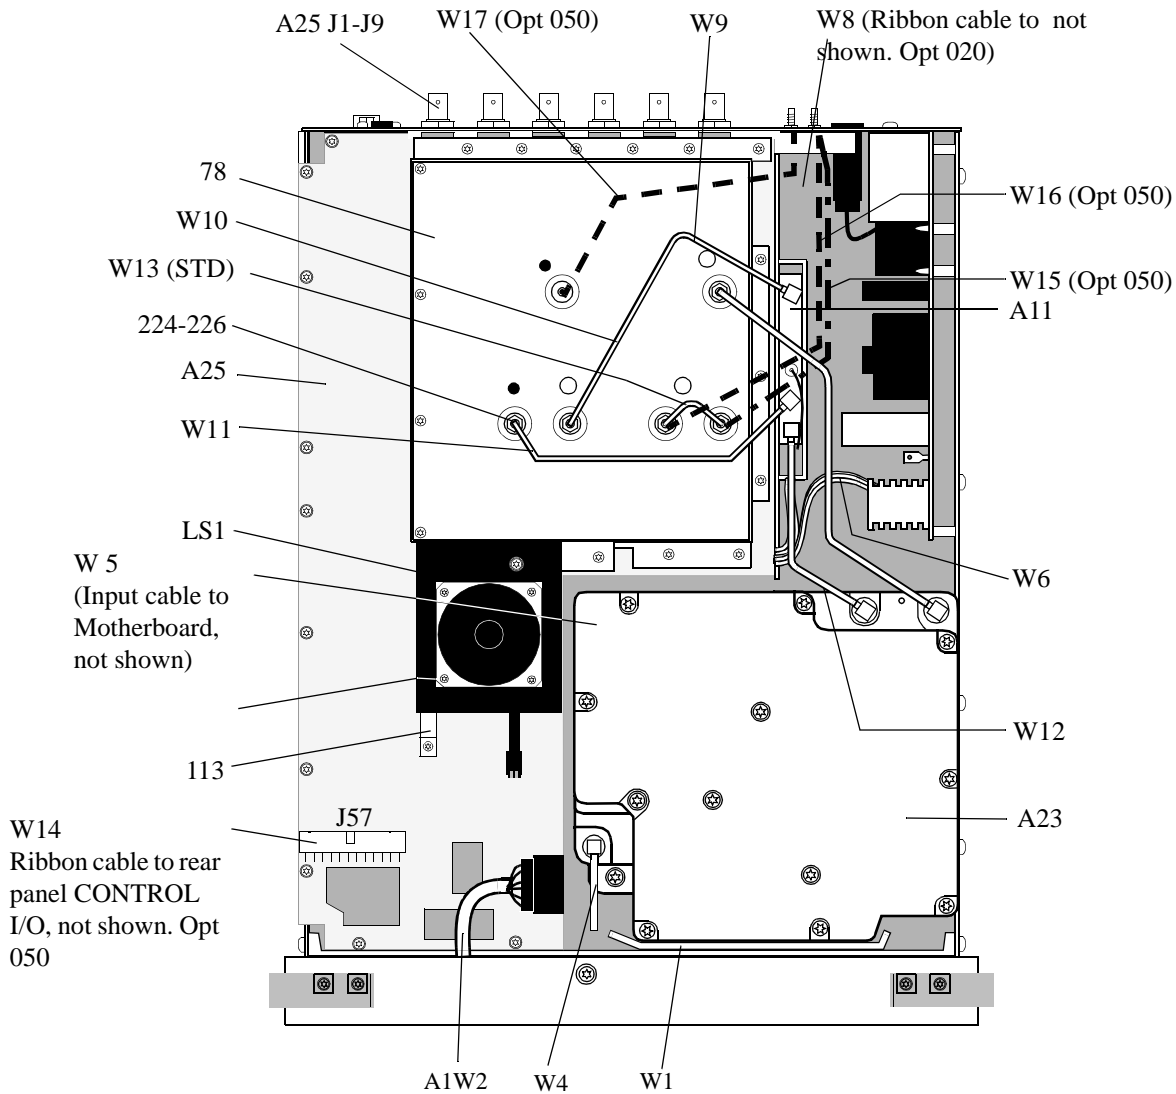 A25 J1-J9
W17 (Opt 050)
W9
W8 (Ribbon cable to  not
shown. Opt 020)
78
W10
W13 (STD)
224-226
A25
W11
LS1
W 5
(Input cable to
Motherboard,
not shown)
113
W14
Ribbon cable to rear
panel CONTROL
I/O, not shown. Opt
050
J57
W16 (Opt 050)
W15 (Opt 050)
A11
W6
W12
A23
A1W2
W4
W1